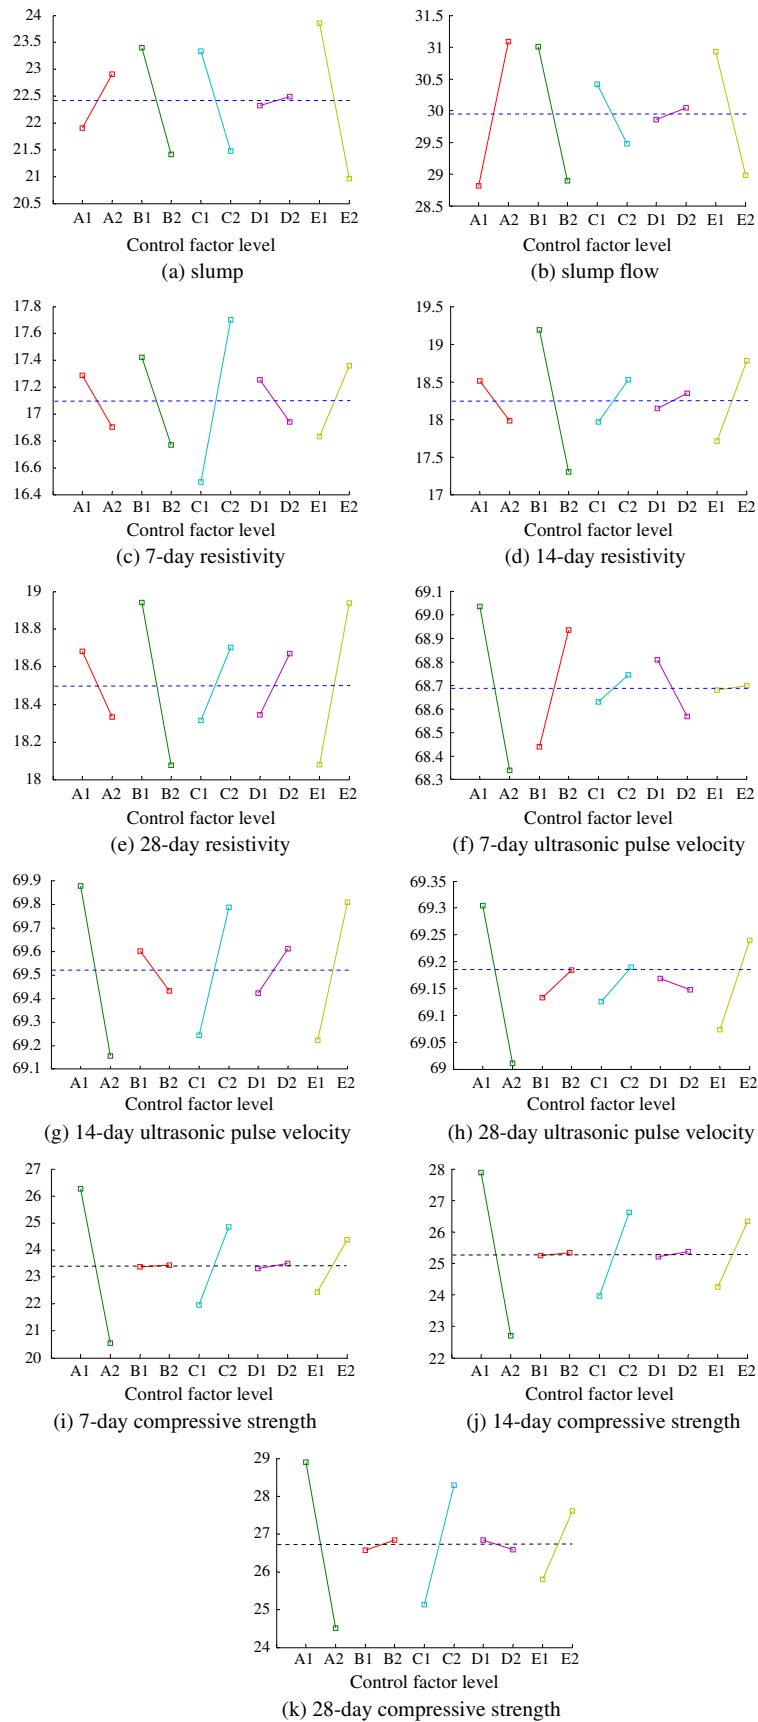 24
23.5
23
22.5
22
21.5
21
20.5
A1 A2 B1 B2 C1 C2 D1 D2 E1 E2
Control factor level
(a) slump
31.5
31
30.5
30
29.5
29
28.5
A1 A2 B1 B2 C1 C2 D1 D2 E1 E2
Control factor level
(b) slump flow
17.8
17.6
17.4
17.2
17
16.8
16.6
16.4
A1 A2 B1 B2 C1 C2 D1 D2 E1 E2
Control factor level
(c) 7-day resistivity
19.5
19
18.5
18
17.5
17
A1 A2 B1 B2 C1 C2 D1 D2 E1 E2
Control factor level
(d) 14-day resistivity
19
18.8
18.6
18.4
18.2
18
A1 A2 B1 B2 C1 C2 D1 D2 E1 E2
Control factor level
(e) 28-day resistivity
69.1
69.0
68.9
68.8
68.7
68.6
68.5
68.4
68.3
A1 A2 B1 B2 C1 C2 D1 D2 E1 E2
Control factor level
(f) 7-day ultrasonic pulse velocity
69.9
69.8
69.7
69.6
69.5
69.4
69.3
69.2
69.1
A1 A2 B1 B2 C1 C2 D1 D2 E1 E2
Control factor level
(g) 14-day ultrasonic pulse velocity
69.35
69.3
69.25
69.2
69.15
69.1
69.05
69
A1 A2 B1 B2 C1 C2 D1 D2 E1 E2
Control factor level
(h) 28-day ultrasonic pulse velocity
27
26
25
24
23
22
21
20
A1 A2 B1 B2 C1 C2 D1 D2 E1 E2
Control factor level
(i) 7-day compressive strength
28
27
26
25
24
23
22
A1 A2 B1 B2 C1 C2 D1 D2 E1 E2
Control factor level
(j) 14-day compressive strength
29
28
27
26
25
24
A1 A2 B1 B2 C1 C2 D1 D2 E1 E2
Control factor level
(k) 28-day compressive strength